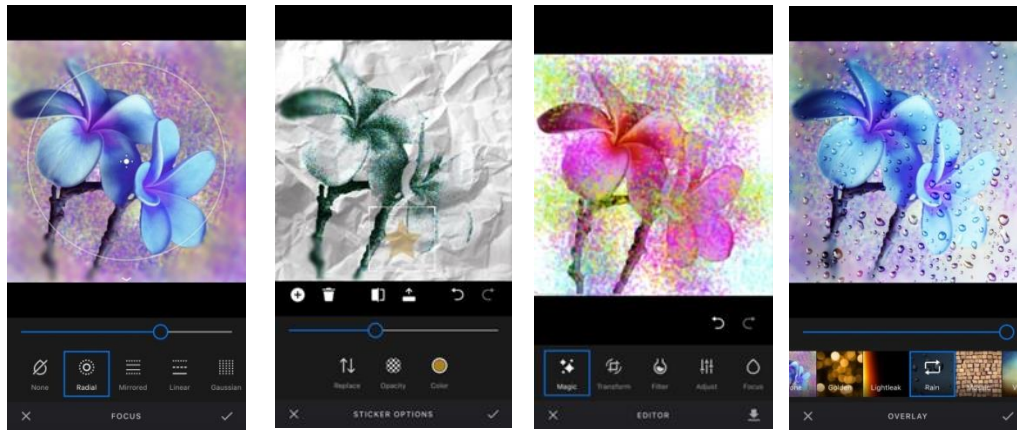 None
Radial
Mirrored
Linear
Gaussian
FOCUS
Replace
Opacity
Color
STICKER OPTIONS
Magic
Transform
Filter
Adjust
Focus
EDITOR
Golden
Lightleak
Rain
OVERLAY